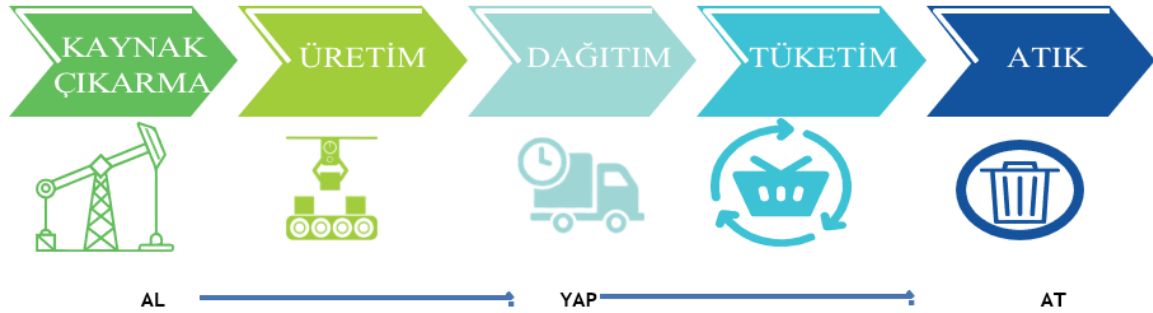 KAYNAK
ÇIKARMA
ÜRETİM
DAĞITIM
TÜKETİM
ATIK
AL
YAP
AT